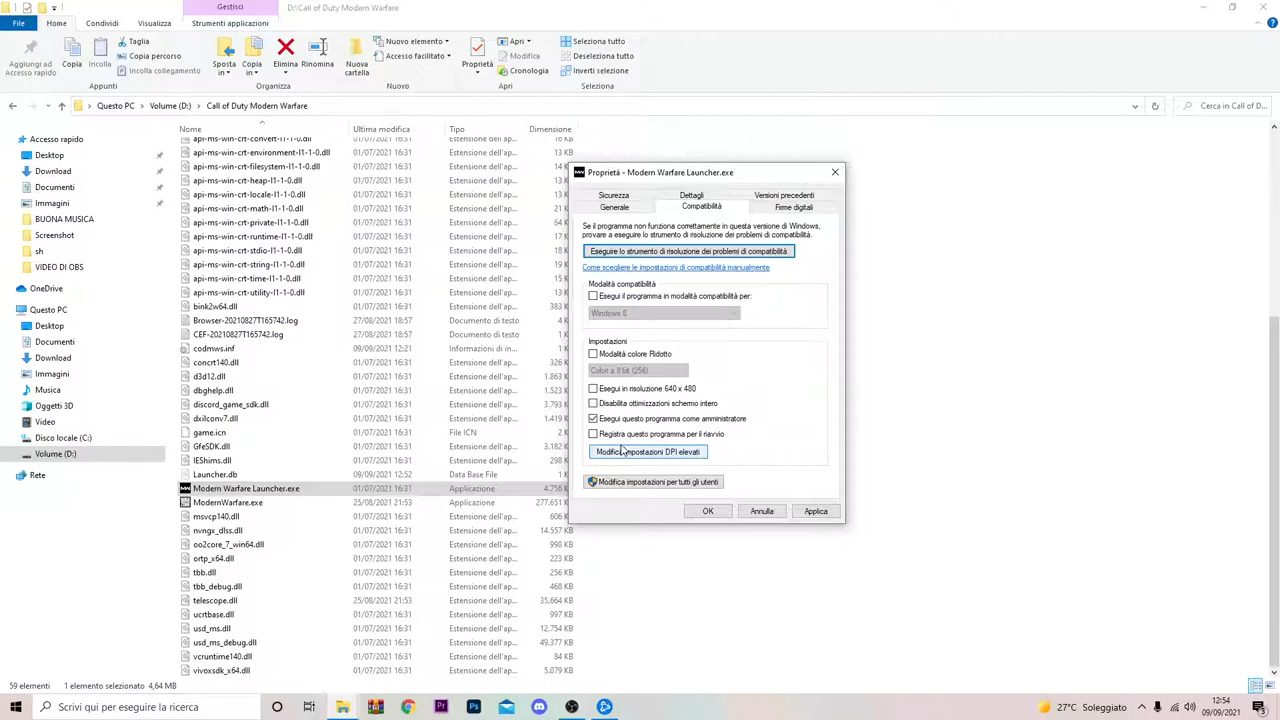 Gestisci
D:\Call of Duty Modern Warfare
File
Home
Condividi
Visualizza
Strumenti applicazioni
Aggiungi ad
Accesso rapido
Copia
Incolla
Taglia
Copia percorso
Incolla collegamento
Appunti
Sposta
in
Copia
in
Elimina
Rinomina
Organizza
Nuova
cartella
Nuovo elemento
Accesso facilitato
Nuovo
Proprietà
Apri
Modifica
Cronologia
Apri
Seleziona tutto
Deseleziona tutto
Inverti selezione
Seleziona
Questo PC
Volume (D:)
Call of Duty Modern Warfare
Cerca in Call of D...
Accesso rapido
Desktop
Download
Documenti
Immagini
BUONA MUSICA
Screenshot
sh
VIDEO DI OBS
OneDrive
Questo PC
Desktop
Documenti
Download
Immagini
Musica
Oggetti 3D
Video
Disco locale (C:)
Volume (D:)
Rete
Nome
Ultima modifica
Tipo
Dimensione
api-ms-win-crt-convert-l1-1-0.dll 01/07/2021 16:31 Estensione dell'ap... 16 KB
api-ms-win-crt-environment-l1-1-0.dll 01/07/2021 16:31 Estensione dell'ap... 13 KB
api-ms-win-crt-filesystem-l1-1-0.dll 01/07/2021 16:31 Estensione dell'ap... 14
api-ms-win-crt-heap-l1-1-0.dll 01/07/2021 16:31 Estensione dell'ap... 13
api-ms-win-crt-locale-l1-1-0.dll 01/07/2021 16:31 Estensione dell'ap... 13
api-ms-win-crt-math-l1-1-0.dll 01/07/2021 16:31 Estensione dell'ap... 21
api-ms-win-crt-private-l1-1-0.dll 01/07/2021 16:31 Estensione dell'ap... 64
api-ms-win-crt-runtime-l1-1-0.dll 01/07/2021 16:31 Estensione dell'ap... 17
api-ms-win-crt-stdio-l1-1-0.dll 01/07/2021 16:31 Estensione dell'ap... 18
api-ms-win-crt-string-l1-1-0.dll 01/07/2021 16:31 Estensione dell'ap... 18
api-ms-win-crt-time-l1-1-0.dll 01/07/2021 16:31 Estensione dell'ap... 15
api-ms-win-crt-utility-l1-1-0.dll 01/07/2021 16:31 Estensione dell'ap... 13
bink2w64.dll 01/07/2021 16:31 Estensione dell'ap... 383
Browser-20210827T165742.log 27/08/2021 18:57 Documento di testo 4
CEF-20210827T165742.log 27/08/2021 18:57 Documento di testo
codmws.inf 09/09/2021 12:21 Informazioni di in...
concrt140.dll 01/07/2021 16:31 Estensione dell'ap... 326
d3d12.dll 01/07/2021 16:31 Estensione dell'ap... 1.863
dbghelp.dll 01/07/2021 16:31 Estensione dell'ap...
discord_game_sdk.dll 01/07/2021 16:31 Estensione dell'ap... 3.793
dxilconv7.dll 01/07/2021 16:31 Estensione dell'ap... 1.419
game.icn 01/07/2021 16:31 File ICN
GfeSDK.dll 01/07/2021 16:31 Estensione dell'ap... 3.182
IEShims.dll 01/07/2021 16:31 Estensione dell'ap...
Launcher.db 09/09/2021 12:52 Data Base File
Modern Warfare Launcher.exe 01/07/2021 16:31 Applicazione 4.756
ModernWarfare.exe 25/08/2021 21:53 Applicazione 277.651
msvcp140.dll 01/07/2021 16:31 Estensione dell'ap... 606
nvngx_dlss.dll 01/07/2021 16:31 Estensione dell'ap... 14.557 KB
oo2core_7_win64.dll 01/07/2021 16:31 Estensione dell'ap... 998 KB
ortp_x64.dll 01/07/2021 16:31 Estensione dell'ap... 223 KB
tbb.dll 01/07/2021 16:31 Estensione dell'ap... 256 KB
tbb_debug.dll 01/07/2021 16:31 Estensione dell'ap... 468 KB
telescope.dll 25/08/2021 21:53 Estensione dell'ap... 35.664 KB
ucrtbase.dll 01/07/2021 16:31 Estensione dell'ap... 997 KB
usd_ms.dll 01/07/2021 16:31 Estensione dell'ap... 12.754 KB
usd_ms_debug.dll 01/07/2021 16:31 Estensione dell'ap... 49.377 KB
vcruntime140.dll 01/07/2021 16:31 Estensione dell'ap... 84 KB
vivoxsdk_x64.dll 01/07/2021 16:31 Estensione dell'ap... 5.079 KB
Proprietà - Modern Warfare Launcher.exe
Sicurezza
Dettagli
Versioni precedenti
Generale
Compatibilità
Firme digitali
Se il programma non funziona correttamente in questa versione di Windows,
provare a eseguire lo strumento di risoluzione dei problemi di compatibilità.
Eseguire lo strumento di risoluzione dei problemi di compatibilità
Come scegliere le impostazioni di compatibilità manualmente
Modalità compatibilità
Esegui il programma in modalità compatibilità per:
Windows 8
Impostazioni
Modalità colore Ridotto
Colori a 8 bit (256)
Esegui in risoluzione 640 x 480
Disabilita ottimizzazioni schermo intero
Esegui questo programma come amministratore
Registra questo programma per il riavvio
Modifica impostazioni DPI elevati
Modifica impostazioni per tutti gli utenti
OK
Annulla
Applica
59 elementi
1 elemento selezionato 4,64 MB
Scrivi qui per eseguire la ricerca
27°C Soleggiato
12:54
09/09/2021